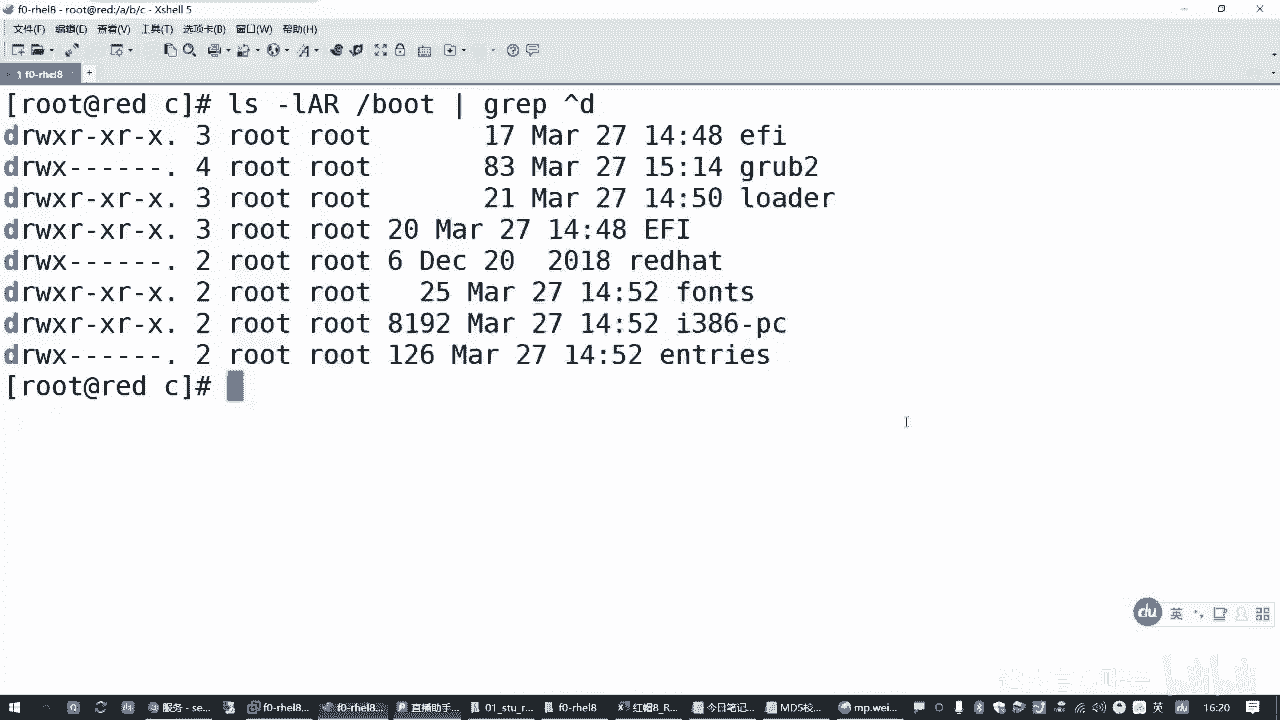 f0-rhel8 - root@red:/a/b/c - Xshell 5
文件(F) 编辑(E) 查看(V) 工具(T) 选项卡(B) 窗口(W) 帮助(H)
1 f0-rhel8 +
[root@red c]# ls -lAR /boot | grep ^d
drwxr-xr-x. 3 root root       17 Mar 27 14:48 efi
drwx------. 4 root root       83 Mar 27 15:14 grub2
drwxr-xr-x. 3 root root       21 Mar 27 14:50 loader
drwxr-xr-x. 3 root root 20 Mar 27 14:48 EFI
drwx------. 2 root root 6 Dec 20  2018 redhat
drwxr-xr-x. 2 root root   25 Mar 27 14:52 fonts
drwxr-xr-x. 2 root root 8192 Mar 27 14:52 i386-pc
drwx------. 2 root root 126 Mar 27 14:52 entries
[root@red c]#
du 英
服务 - se... f0-rhel8... f0-rhel8... 直播助手... 01_stu_r... f0-rhel8 红帽8_R... 今日笔记... MD5校... mp.wei... 英 du 16:20